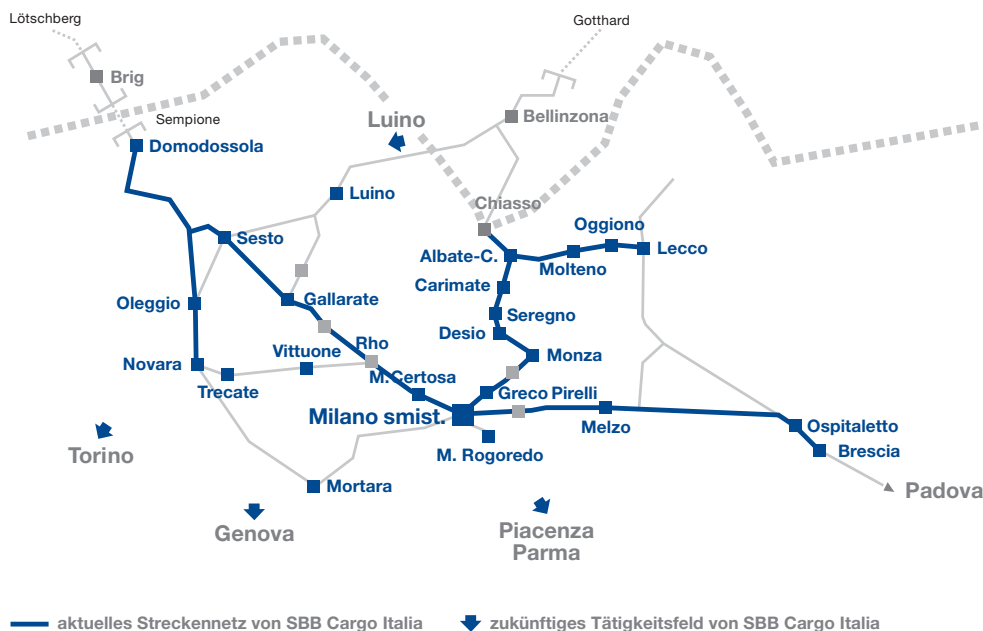 Lötschberg
Gotthard
Brig
Bellinzona
Sempione
Luino
Domodossola
Luino
Chiasso
Oggiono
Sesto
Albate-C.
Molteno
Lecco
Carimate
Oleggio
Gallarate
Seregno
Desio
Rho
Vittuone
Monza
Novara
M.Certosa
Trecate
Greco Pirelli
Milano smist.
Melzo
Ospitaletto
M. Rogoredo
Brescia
Torino
Mortara
Padova
Genova
Piacenza
Parma
aktuelles Streckennetz von SBB Cargo Italia
zukünftiges Tätigkeitsfeld von SBB Cargo Italia